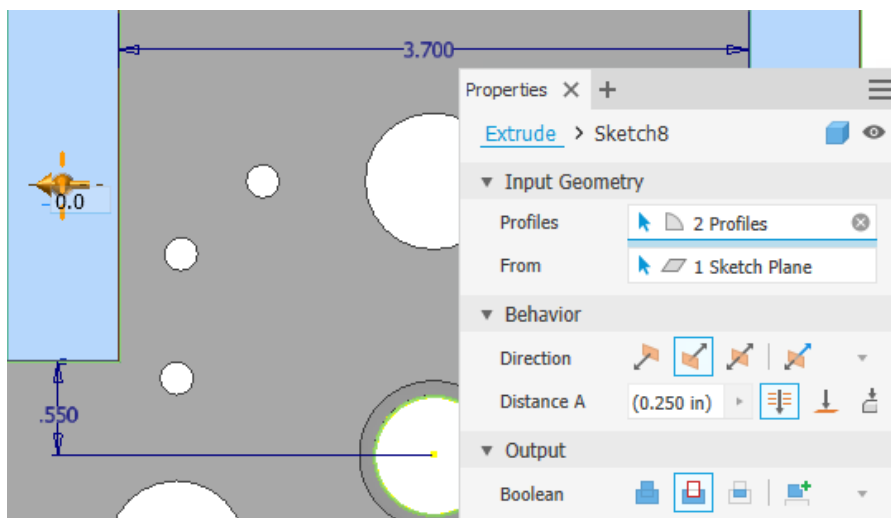 3.700
Properties
Extrude > Sketch8
0.0
Input Geometry
Profiles 2 Profiles
From 1 Sketch Plane
Behavior
Direction
Distance A (0.250 in)
.550
Output
Boolean